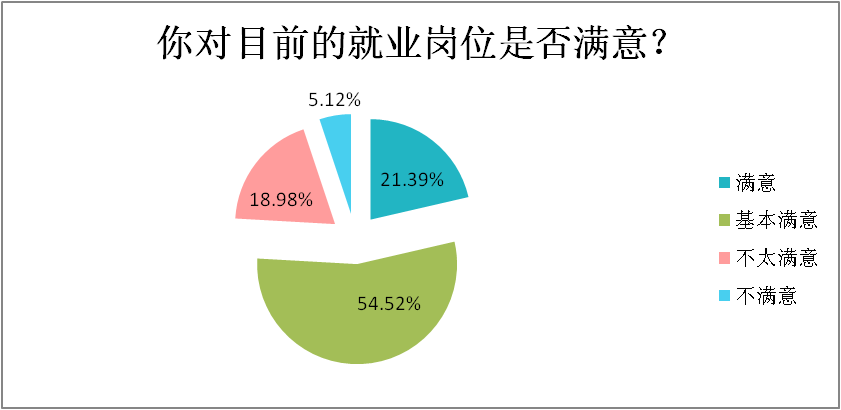 你对目前的就业岗位是否满意？
5.12%
21.39%
18.98%
54.52%
满意
基本满意
不太满意
不满意